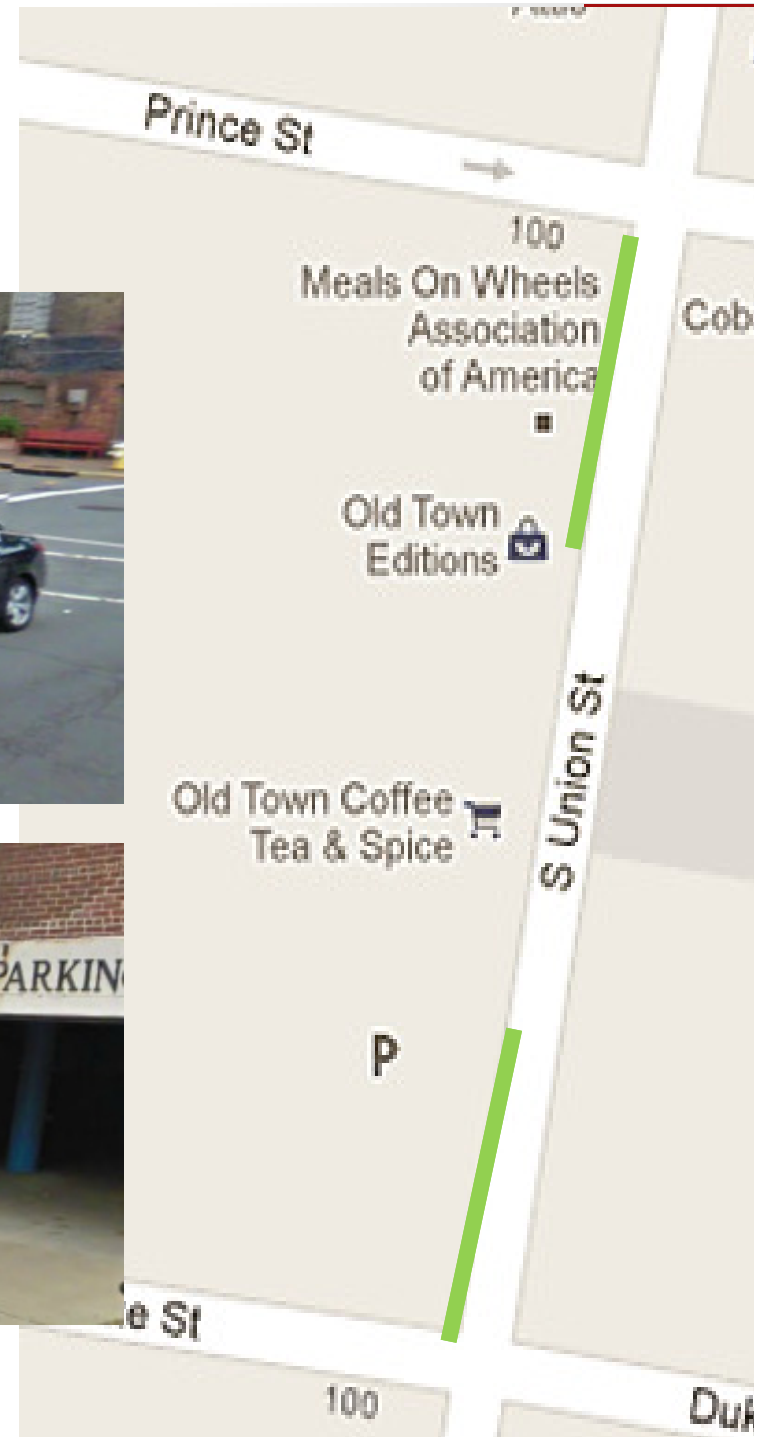 Prince St
100
Meals On Wheels
Association
of America
Cob
Old Town
Editions
S Union St
Old Town Coffee
Tea & Spice
PARKIN
P
e St
100
Duk